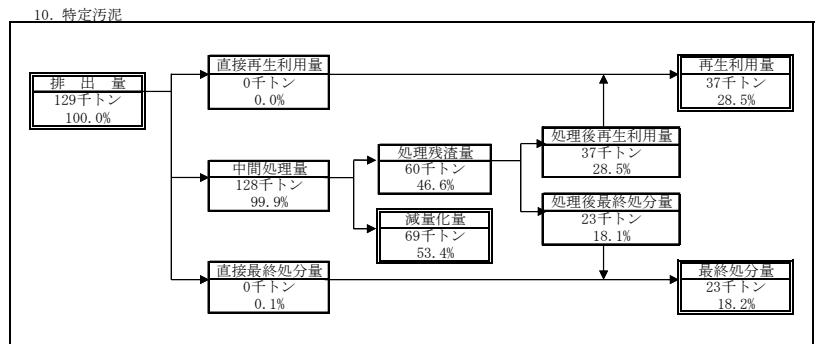 10. 特定汚泥
排 出 量
129千トン
100.0%
直接再生利用量
0千トン
0.0%
再生利用量
37千トン
28.5%
中間処理量
128千トン
99.9%
処理残渣量
60千トン
46.6%
処理後再生利用量
37千トン
28.5%
減量化量
69千トン
53.4%
処理後最終処分量
23千トン
18.1%
直接最終処分量
0千トン
0.1%
最終処分量
23千トン
18.2%